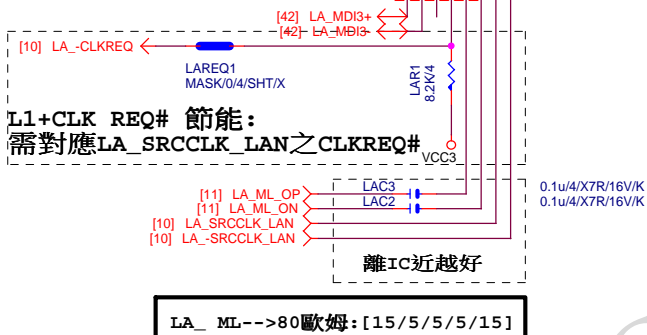 [42] LA_MDI3+
[42] LA_MDI3-
[10] LA_-CLKREQ
LAREQ1
MASK/0/4/SHT/X
LAR1
8.2K/4
L1+CLK REQ# 節能:
需對應LA_SRCCLK_LAN之CLKREQ#
VCC3
[11] LA_ML_OP
LAC3
0.1u/4/X7R/16V/K
[11] LA_ML_ON
LAC2
0.1u/4/X7R/16V/K
[10] LA_SRCCLK_LAN
[10] LA_-SRCCLK_LAN
離IC近越好
LA_ ML-->80歐姆:[15/5/5/5/15]